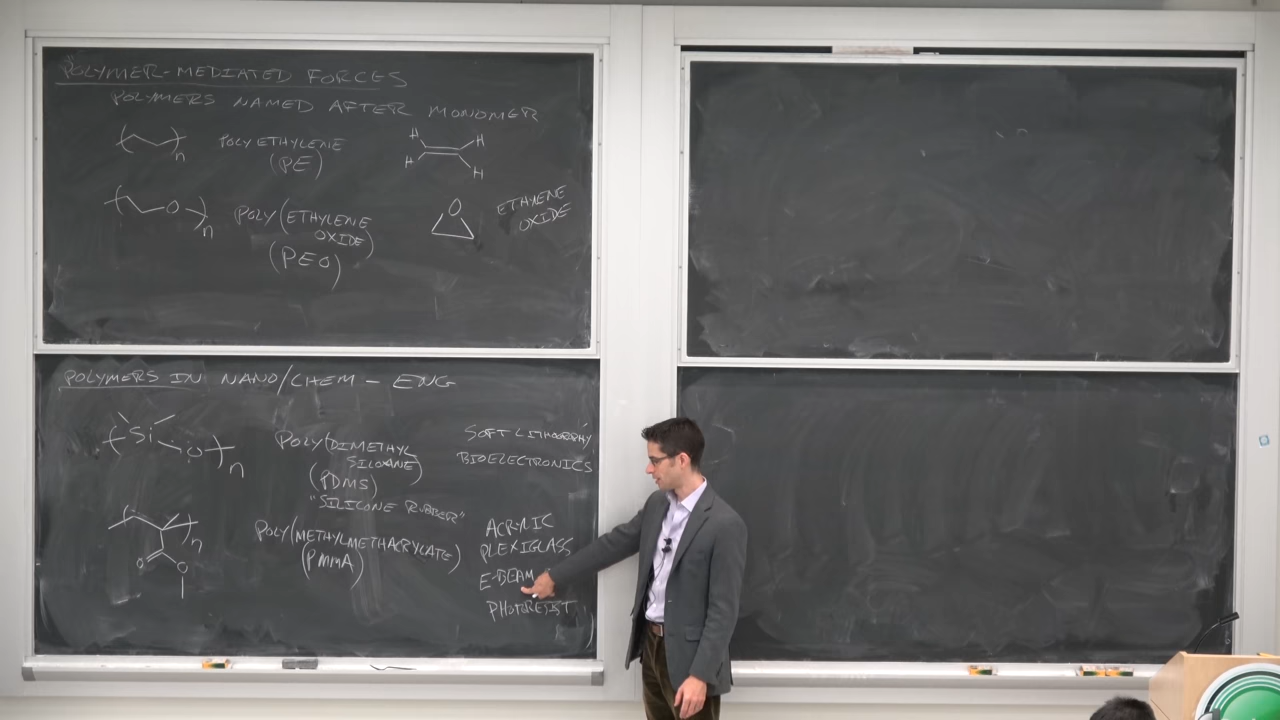 POLYMER-MEDIATED FORCES
POLYMERS NAMED AFTER MONOMER
n
POLYETHYLENE
(PE)
H
H
H
H
O
n
POLY(ETHYLENE
OXIDE)
(PEO)
O
ETHYLENE
OXIDE
POLYMERS IN NANO/CHEM-ENG
Si
O
n
POLY(DIMETHYL
SILOXANE)
(PDMS)
"SILICONE RUBBER"
SOFT LITHOGRAPHY
BIOELECTRONICS
n
O
O
POLY(METHYLMETHACRYLATE)
(PMMA)
ACRYLIC
PLEXIGLASS
E-BEAM
PHOTORESIST